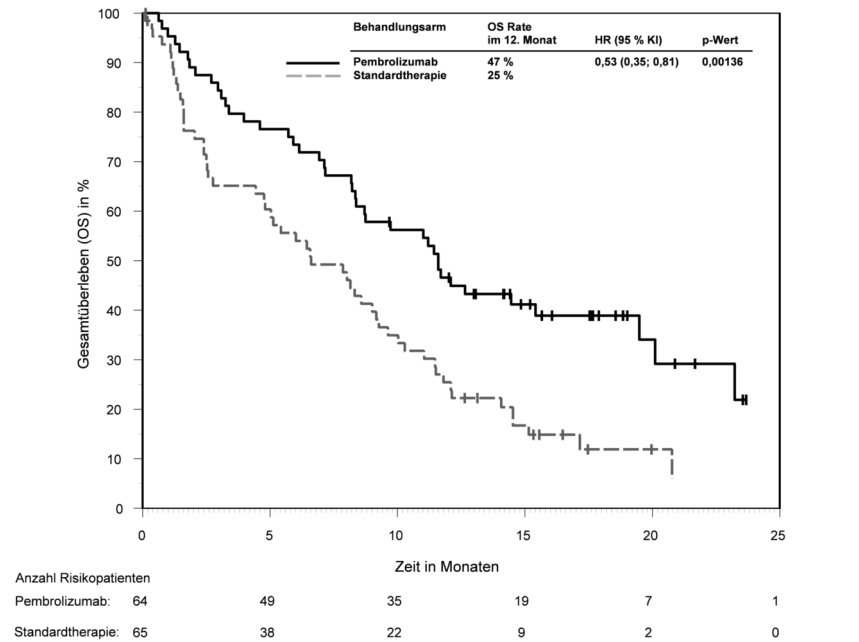 Behandlungsarm OS Rate im 12. Monat HR (95 % KI) p-Wert
Pembrolizumab 47 % 0,53 (0,35; 0,81) 0,00136
Standardtherapie 25 %
Gesamtüberleben (OS) in %
100
90
80
70
60
50
40
30
20
10
0
0 5 10 15 20 25
Zeit in Monaten
Anzahl Risikopatienten
Pembrolizumab: 64 49 35 19 7 1
Standardtherapie: 65 38 22 9 2 0